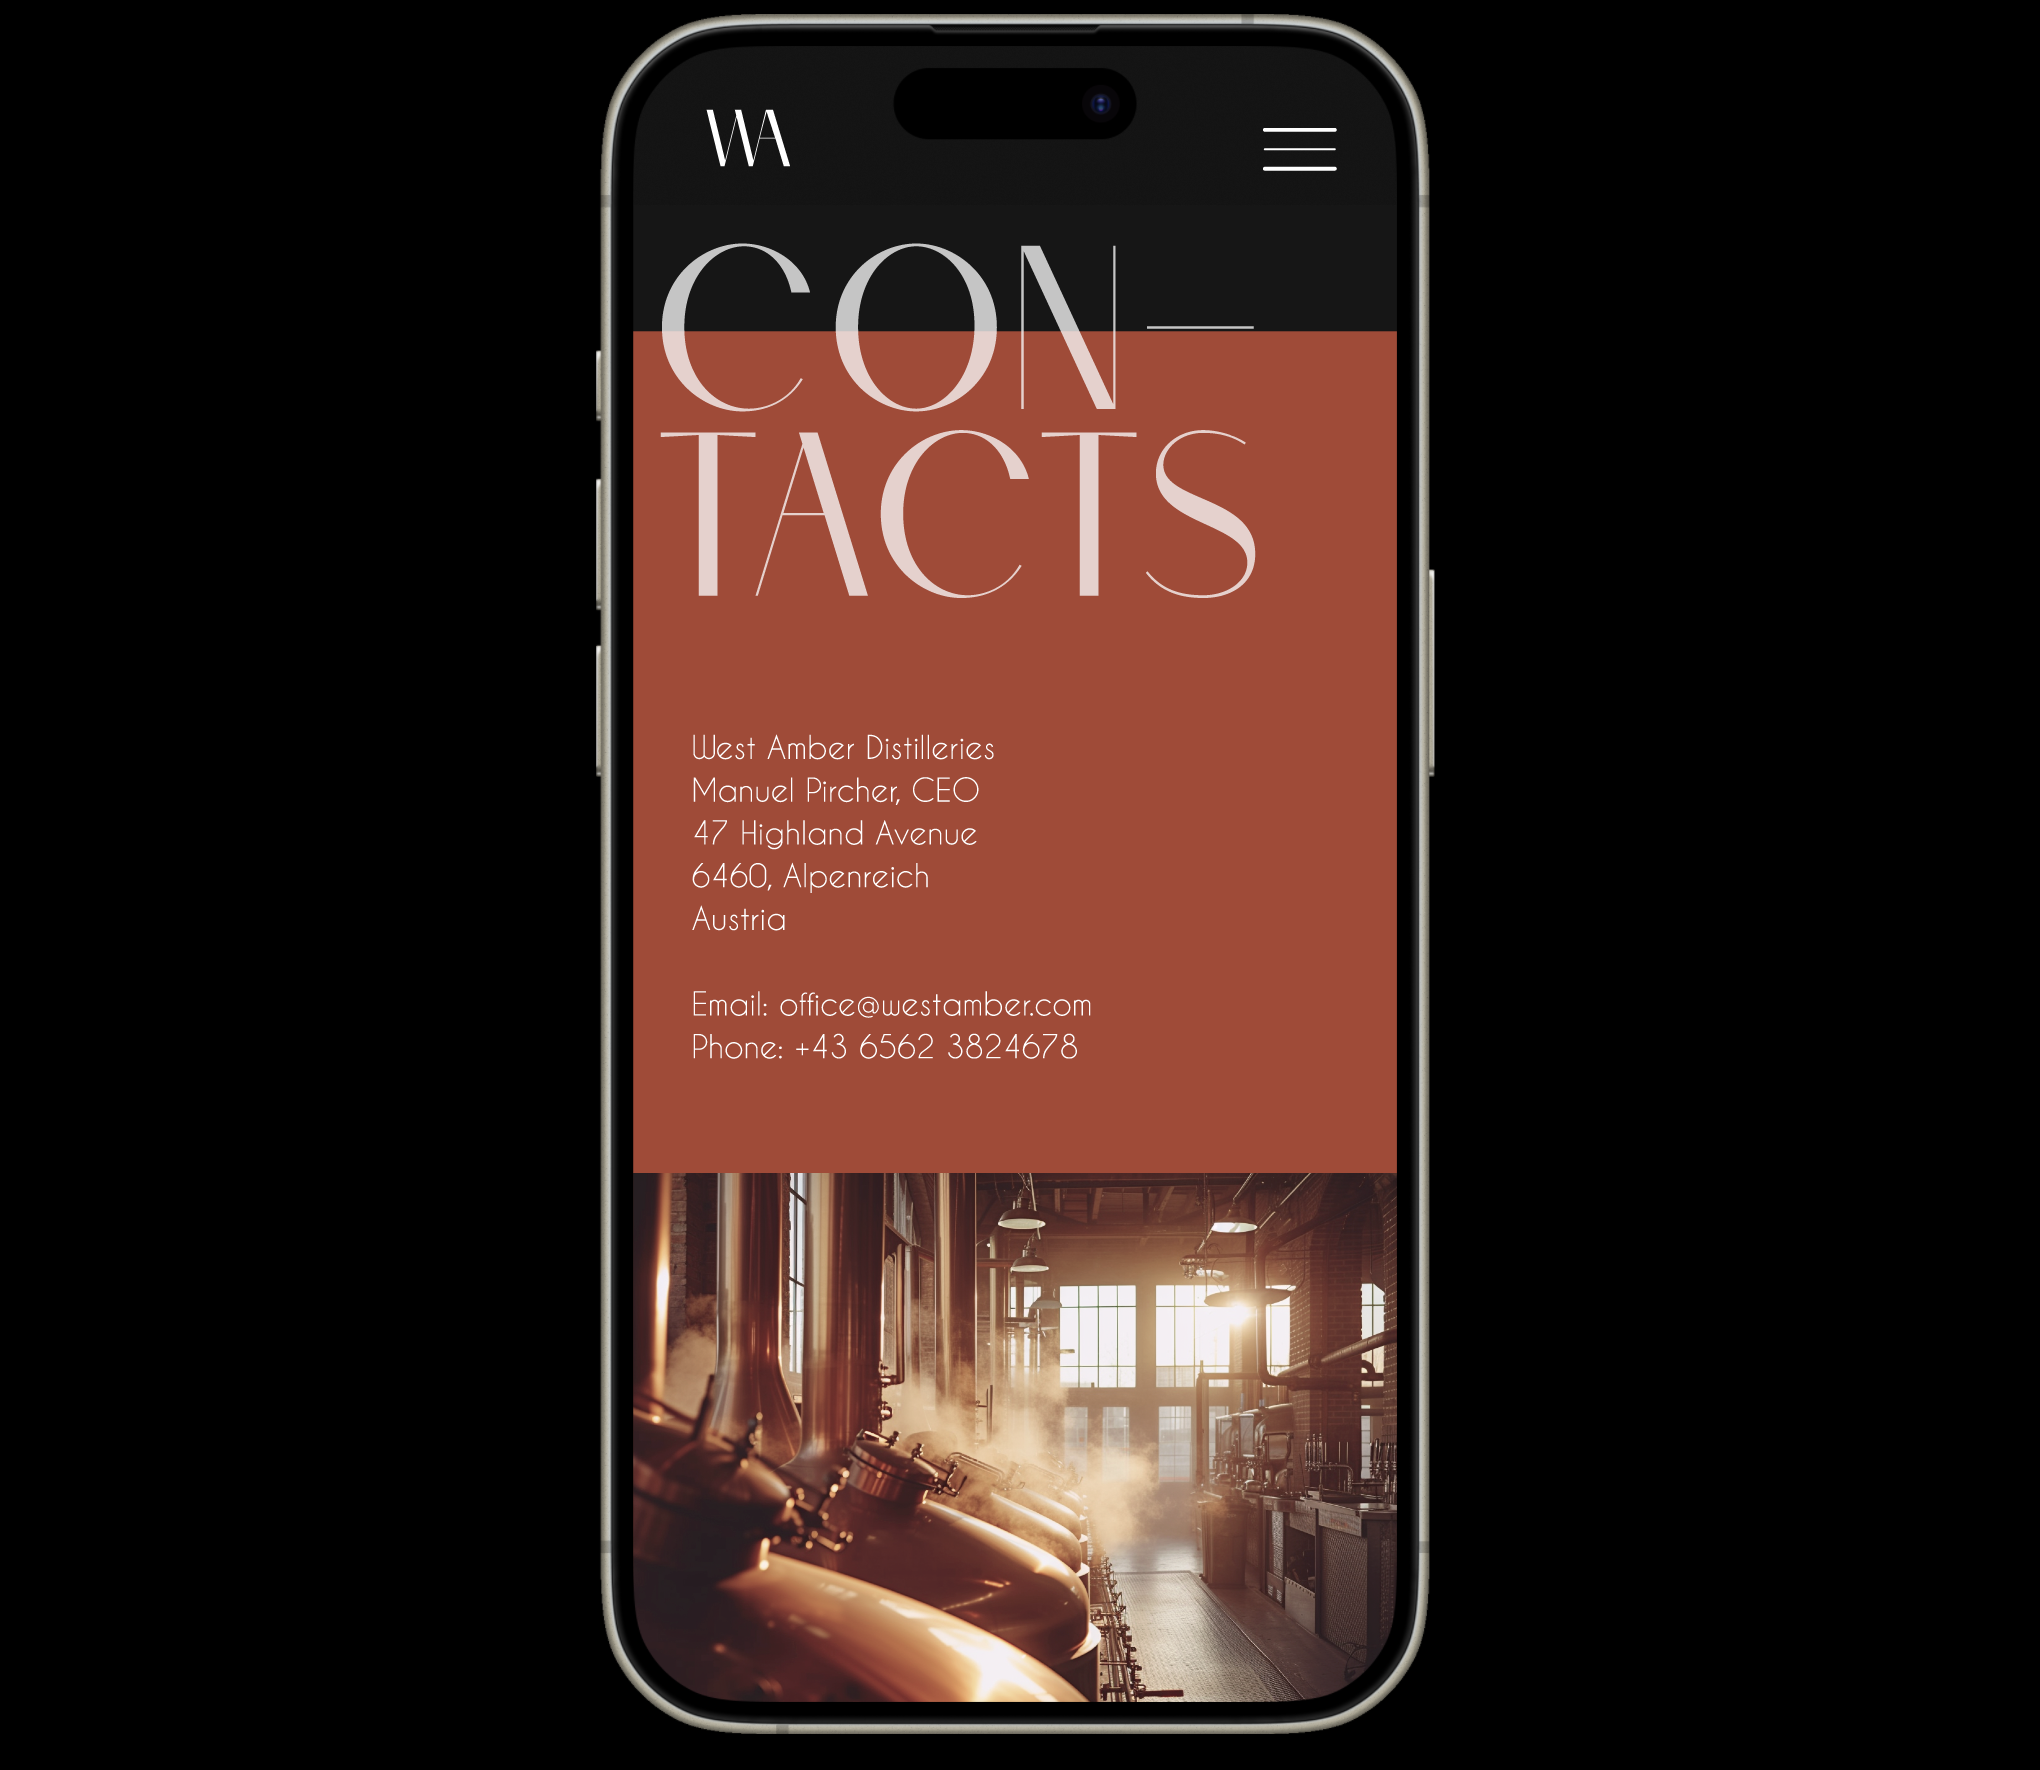 WA
CON
TACTS
West Amber Distilleries
Manuel Pircher, CEO
47 Highland Avenue
6460, Alpenreich
Austria
Email: office@westamber.com
Phone: +43 6562 3824678